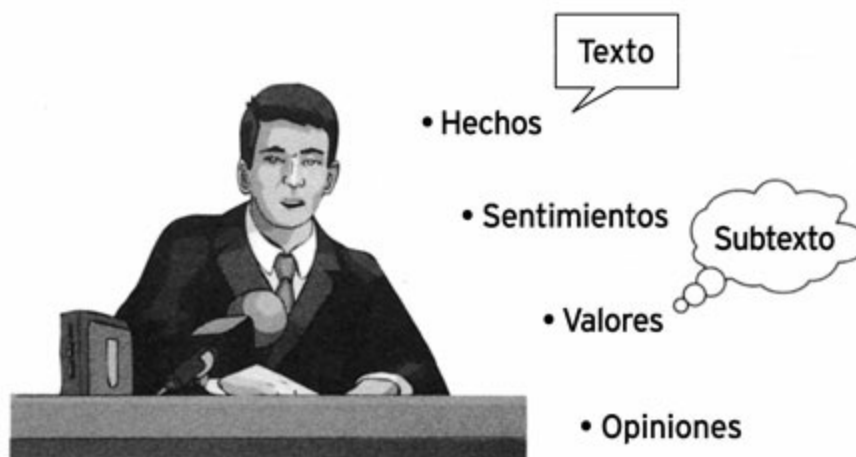 Texto
• Hechos
• Sentimientos
Subtexto
• Valores
• Opiniones